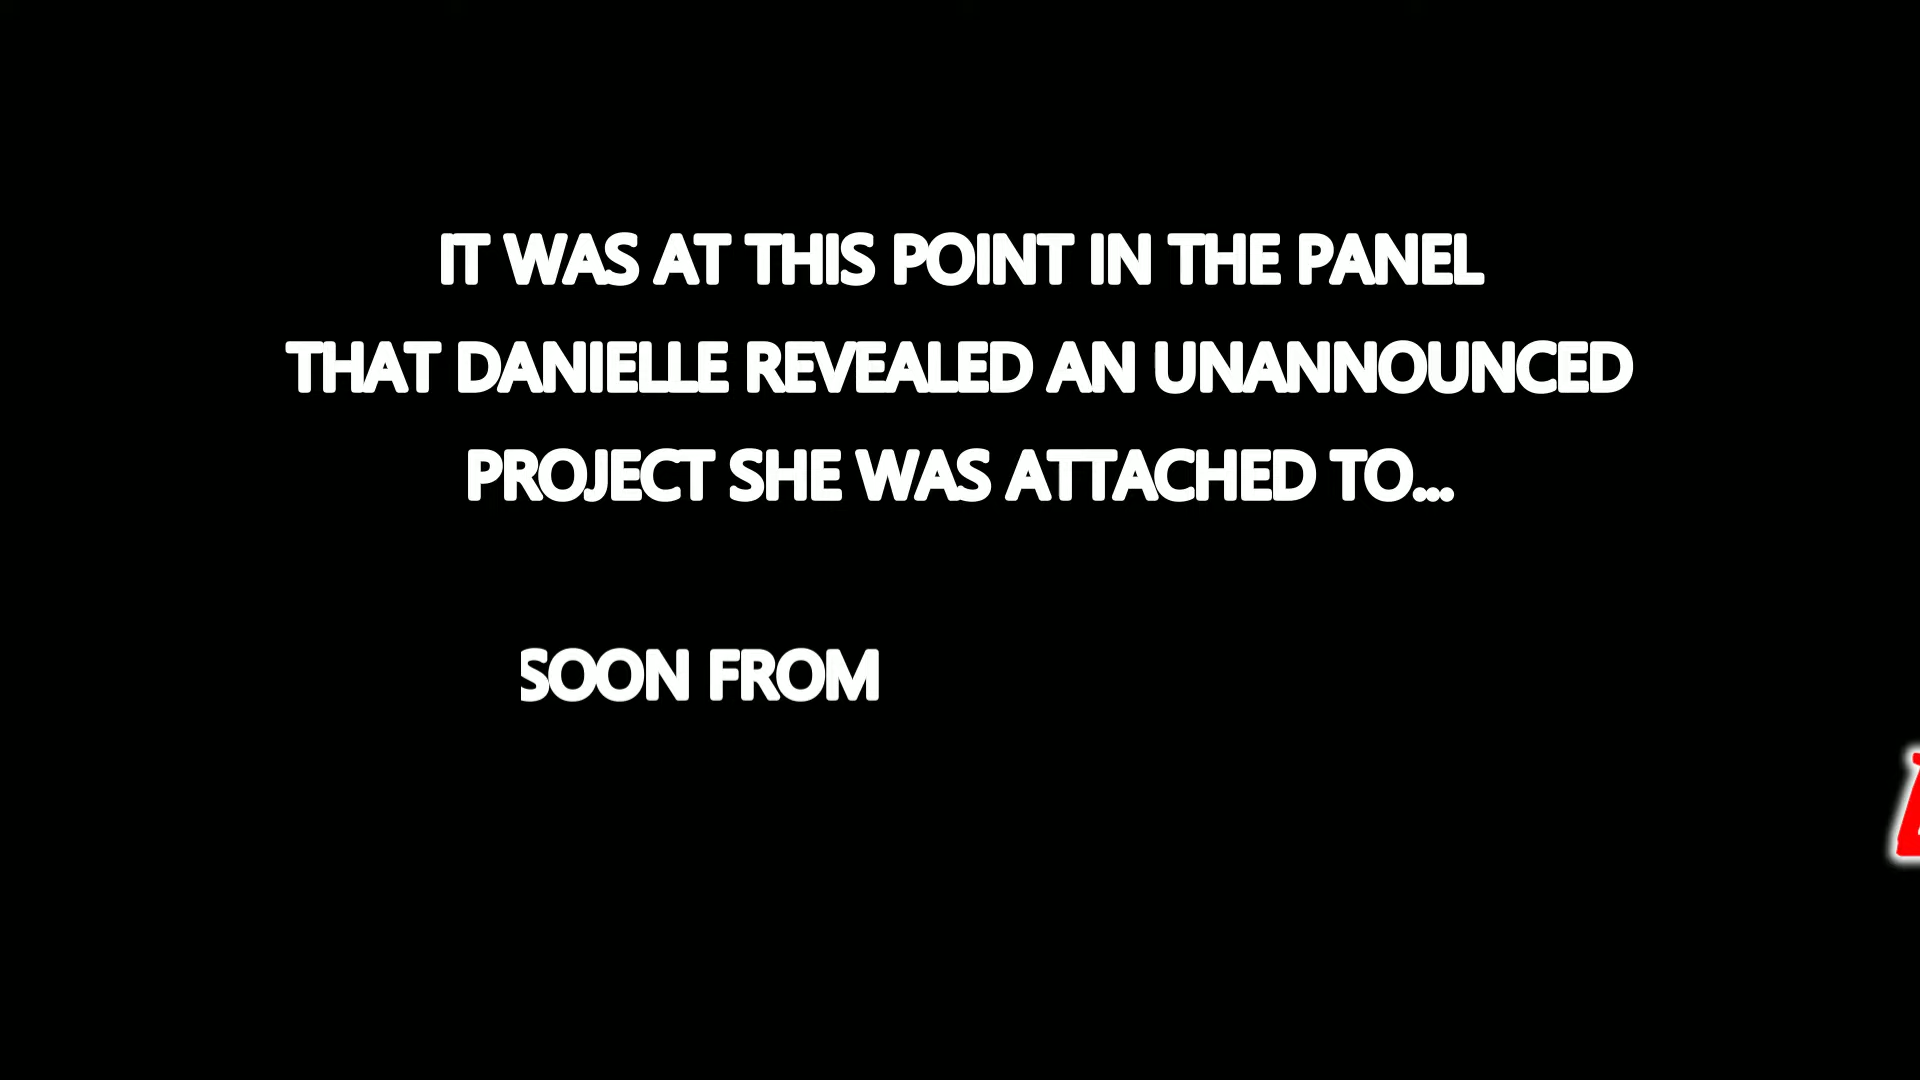 IT WAS AT THIS POINT IN THE PANEL
THAT DANIELLE REVEALED AN UNANNOUNCED
PROJECT SHE WAS ATTACHED TO...
SOON FROM